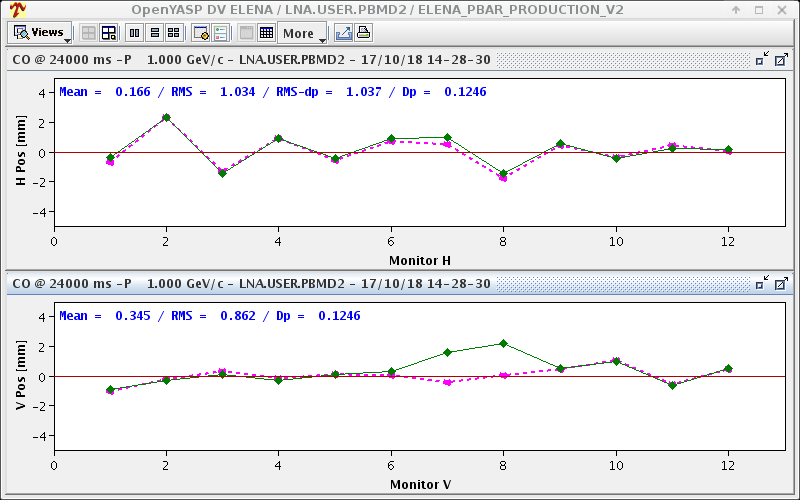 OpenYASP DV ELENA / LNA.USER.PBMD2 / ELENA_PBAR_PRODUCTION_V2
Views More
CO @ 24000 ms -P 1.000 GeV/c - LNA.USER.PBMD2 - 17/10/18 14-28-30
Mean = 0.166 / RMS = 1.034 / RMS-dp = 1.037 / Dp = 0.1246
H Pos [mm]
4
2
0
-2
-4
0 2 4 6 8 10 12
Monitor H
CO @ 24000 ms -P 1.000 GeV/c - LNA.USER.PBMD2 - 17/10/18 14-28-30
Mean = 0.345 / RMS = 0.862 / Dp = 0.1246
V Pos [mm]
4
2
0
-2
-4
0 2 4 6 8 10 12
Monitor V